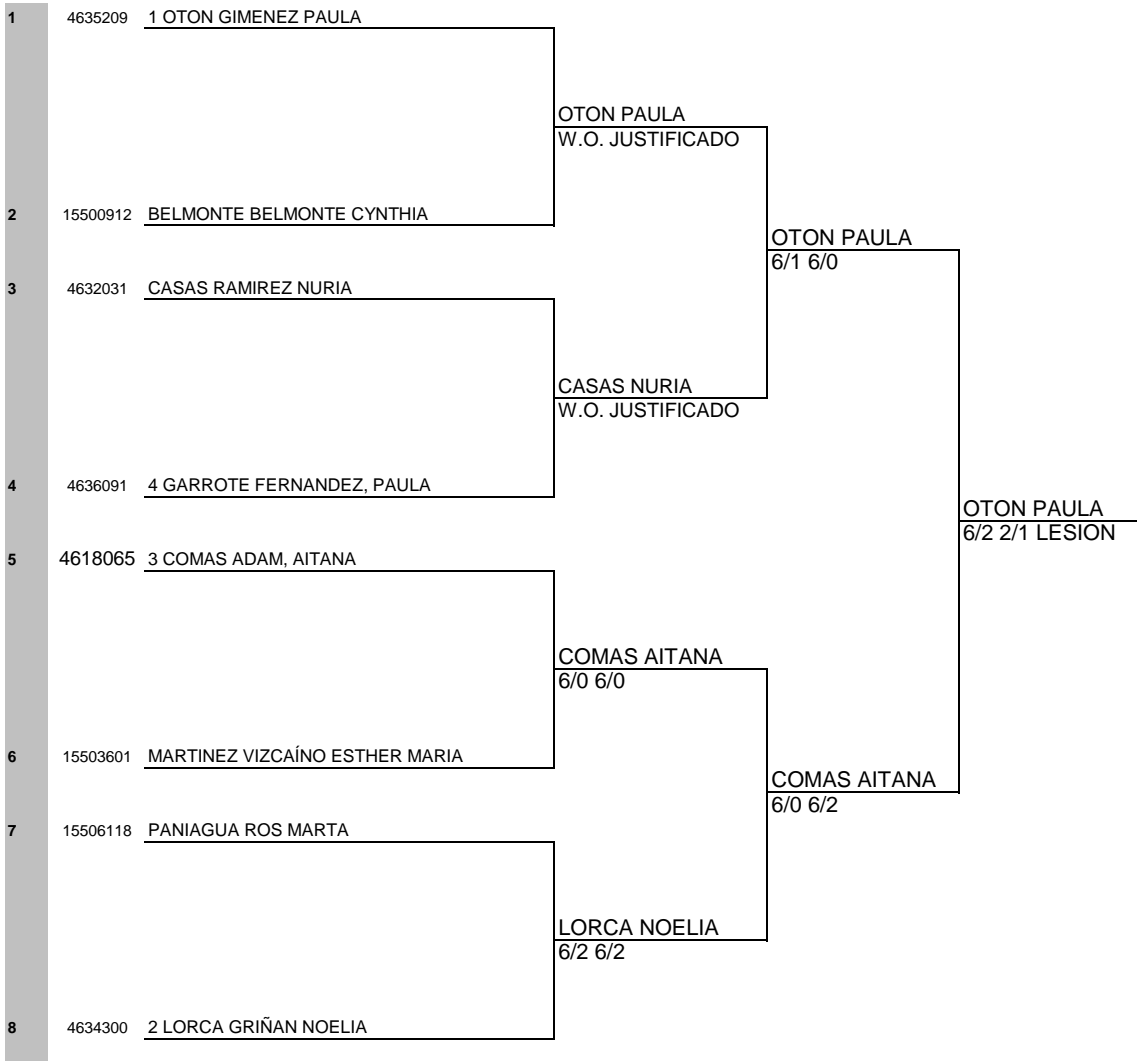 1 4635209 1 OTON GIMENEZ PAULA
OTON PAULA
W.O. JUSTIFICADO
2 15500912 BELMONTE BELMONTE CYNTHIA
OTON PAULA
6/1 6/0
3 4632031 CASAS RAMIREZ NURIA
CASAS NURIA
W.O. JUSTIFICADO
4 4636091 4 GARROTE FERNANDEZ, PAULA
OTON PAULA
6/2 2/1 LESION
5 4618065 3 COMAS ADAM, AITANA
COMAS AITANA
6/0 6/0
6 15503601 MARTINEZ VIZCAÍNO ESTHER MARIA
COMAS AITANA
6/0 6/2
7 15506118 PANIAGUA ROS MARTA
LORCA NOELIA
6/2 6/2
8 4634300 2 LORCA GRIÑAN NOELIA